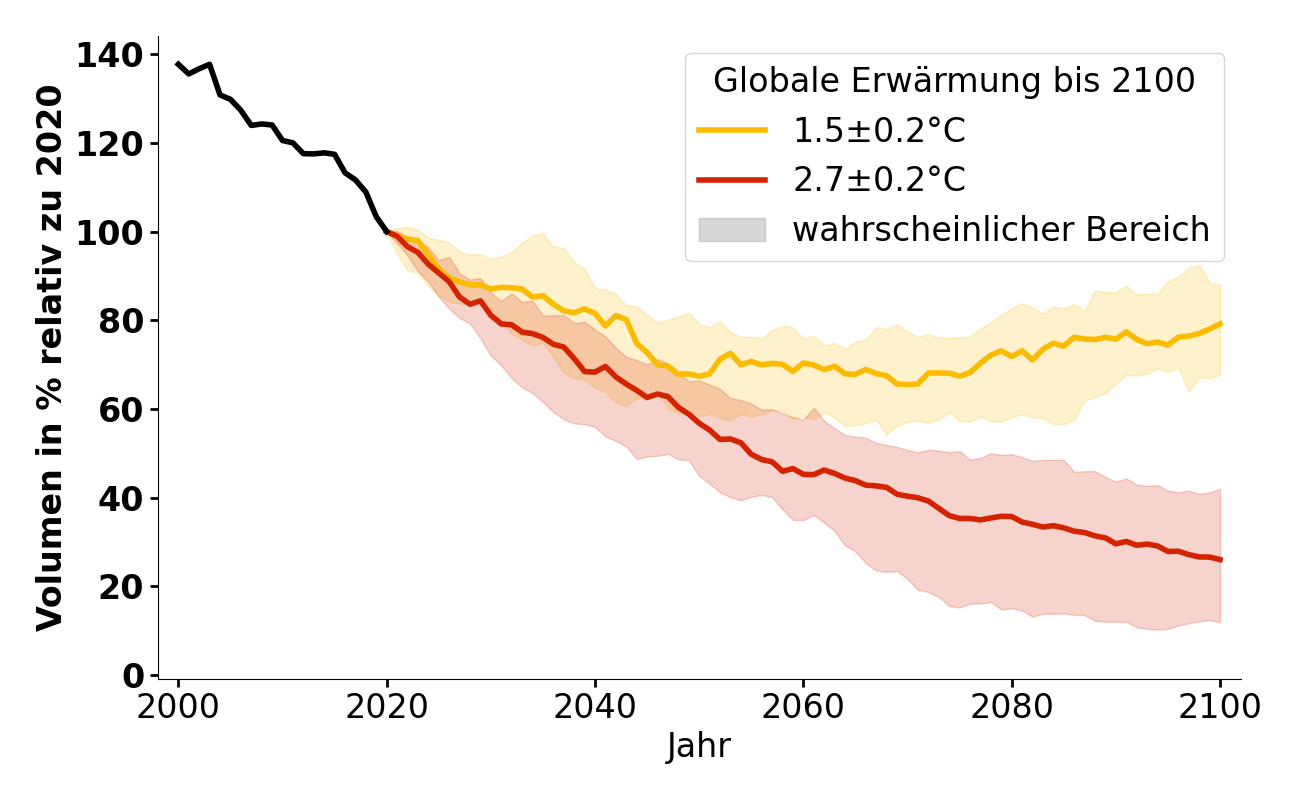 Globale Erwärmung bis 2100
1.5±0.2°C
2.7±0.2°C
wahrscheinlicher Bereich
Volumen in % relativ zu 2020
140
120
100
80
60
40
20
0
2000 2020 2040 2060 2080 2100
Jahr